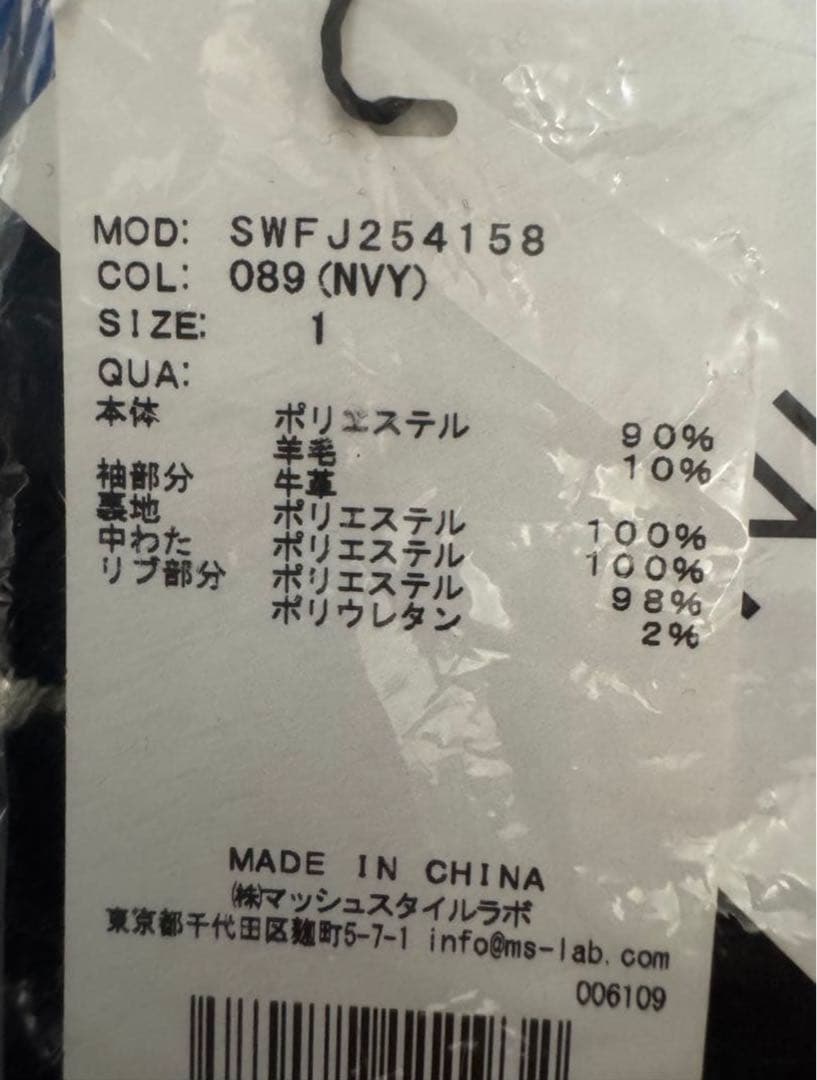 MOD: SWFJ254158
COL: 089(NVY)
SIZE: 1
QUA:
本体 ポリエステル 90%
羊毛 10%
袖部分 牛革
裏地 ポリエステル 100%
中わた ポリエステル 100%
リブ部分 ポリエステル 98%
ポリウレタン 2%
MADE IN CHINA
㈱マッシュスタイルラボ
東京都千代田区麹町5-7-1 info@ms-lab.com
006109